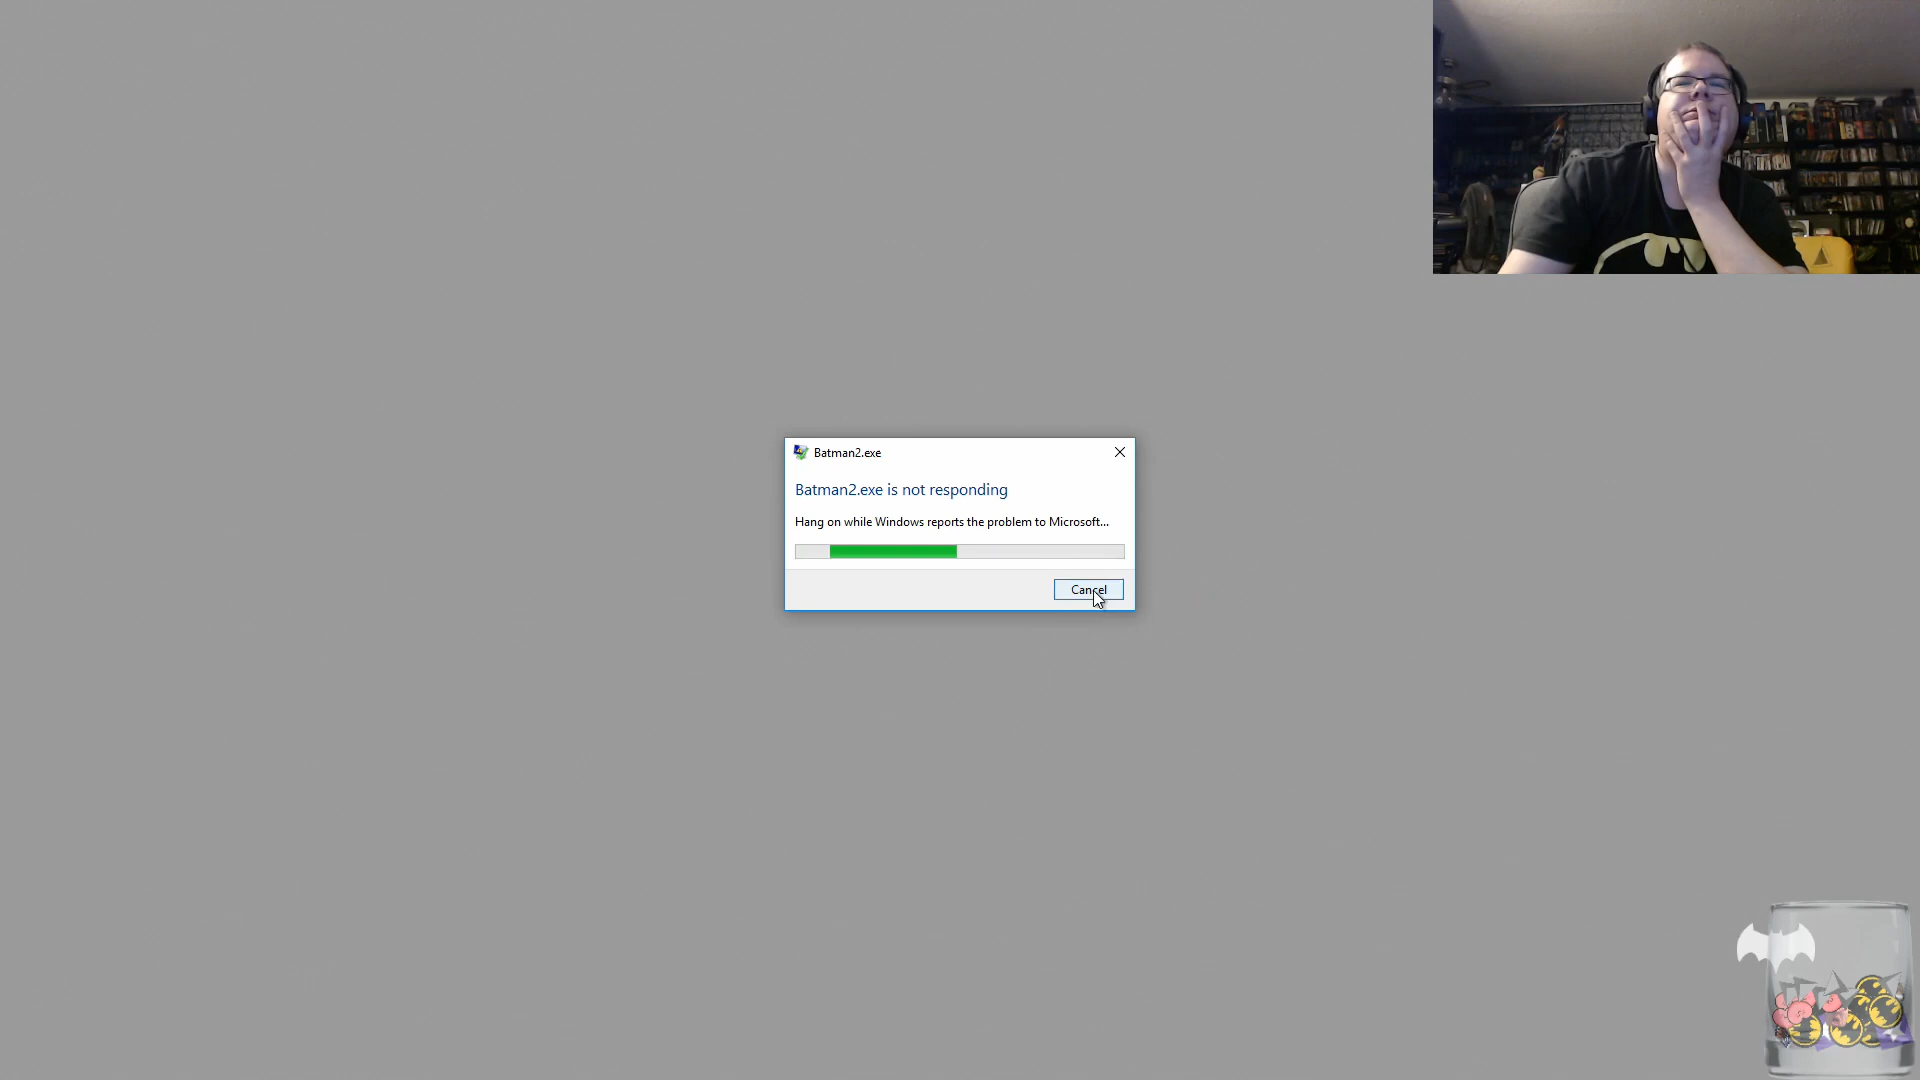 Batman2.exe
Batman2.exe is not responding
Hang on while Windows reports the problem to Microsoft...
Cancel